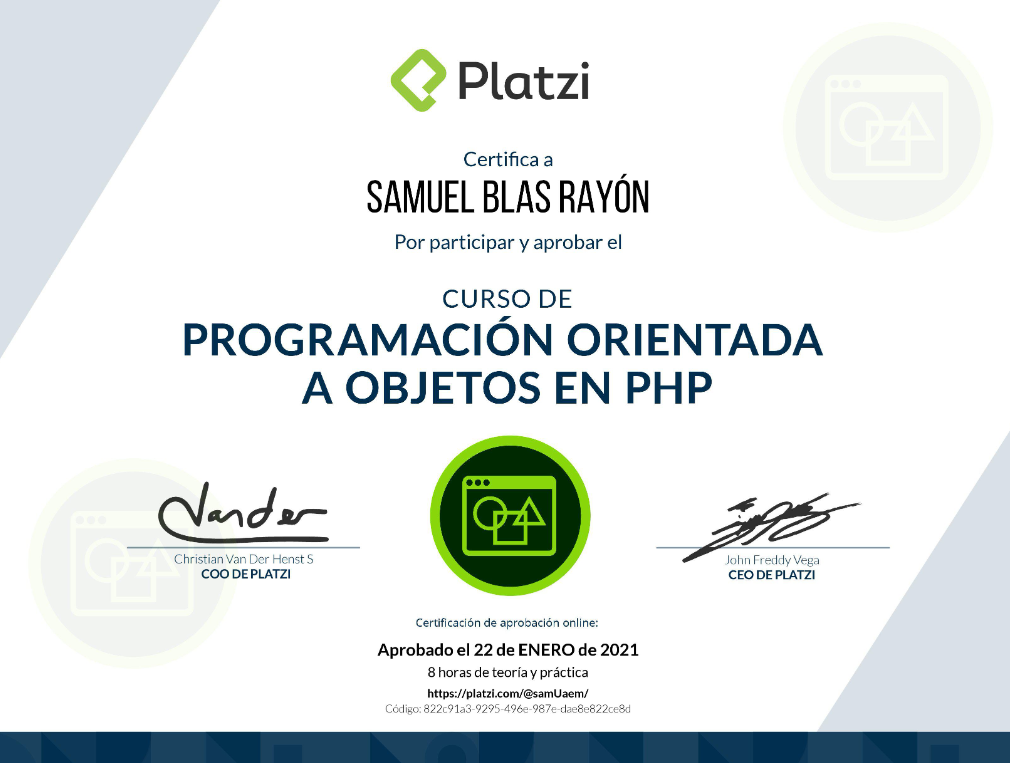 Platzi
Certifica a
SAMUEL BLAS RAYÓN
Por participar y aprobar el
CURSO DE
PROGRAMACIÓN ORIENTADA
A OBJETOS EN PHP
Vander
Christian Van Der Henst S
COO DE PLATZI
John Freddy Vega
CEO DE PLATZI
Certificación de aprobación online:
Aprobado el 22 de ENERO de 2021
8 horas de teoría y práctica
https://platzi.com/@samUaem/
Código: 822c91a3-9295-496e-987e-dae8e822ce8d